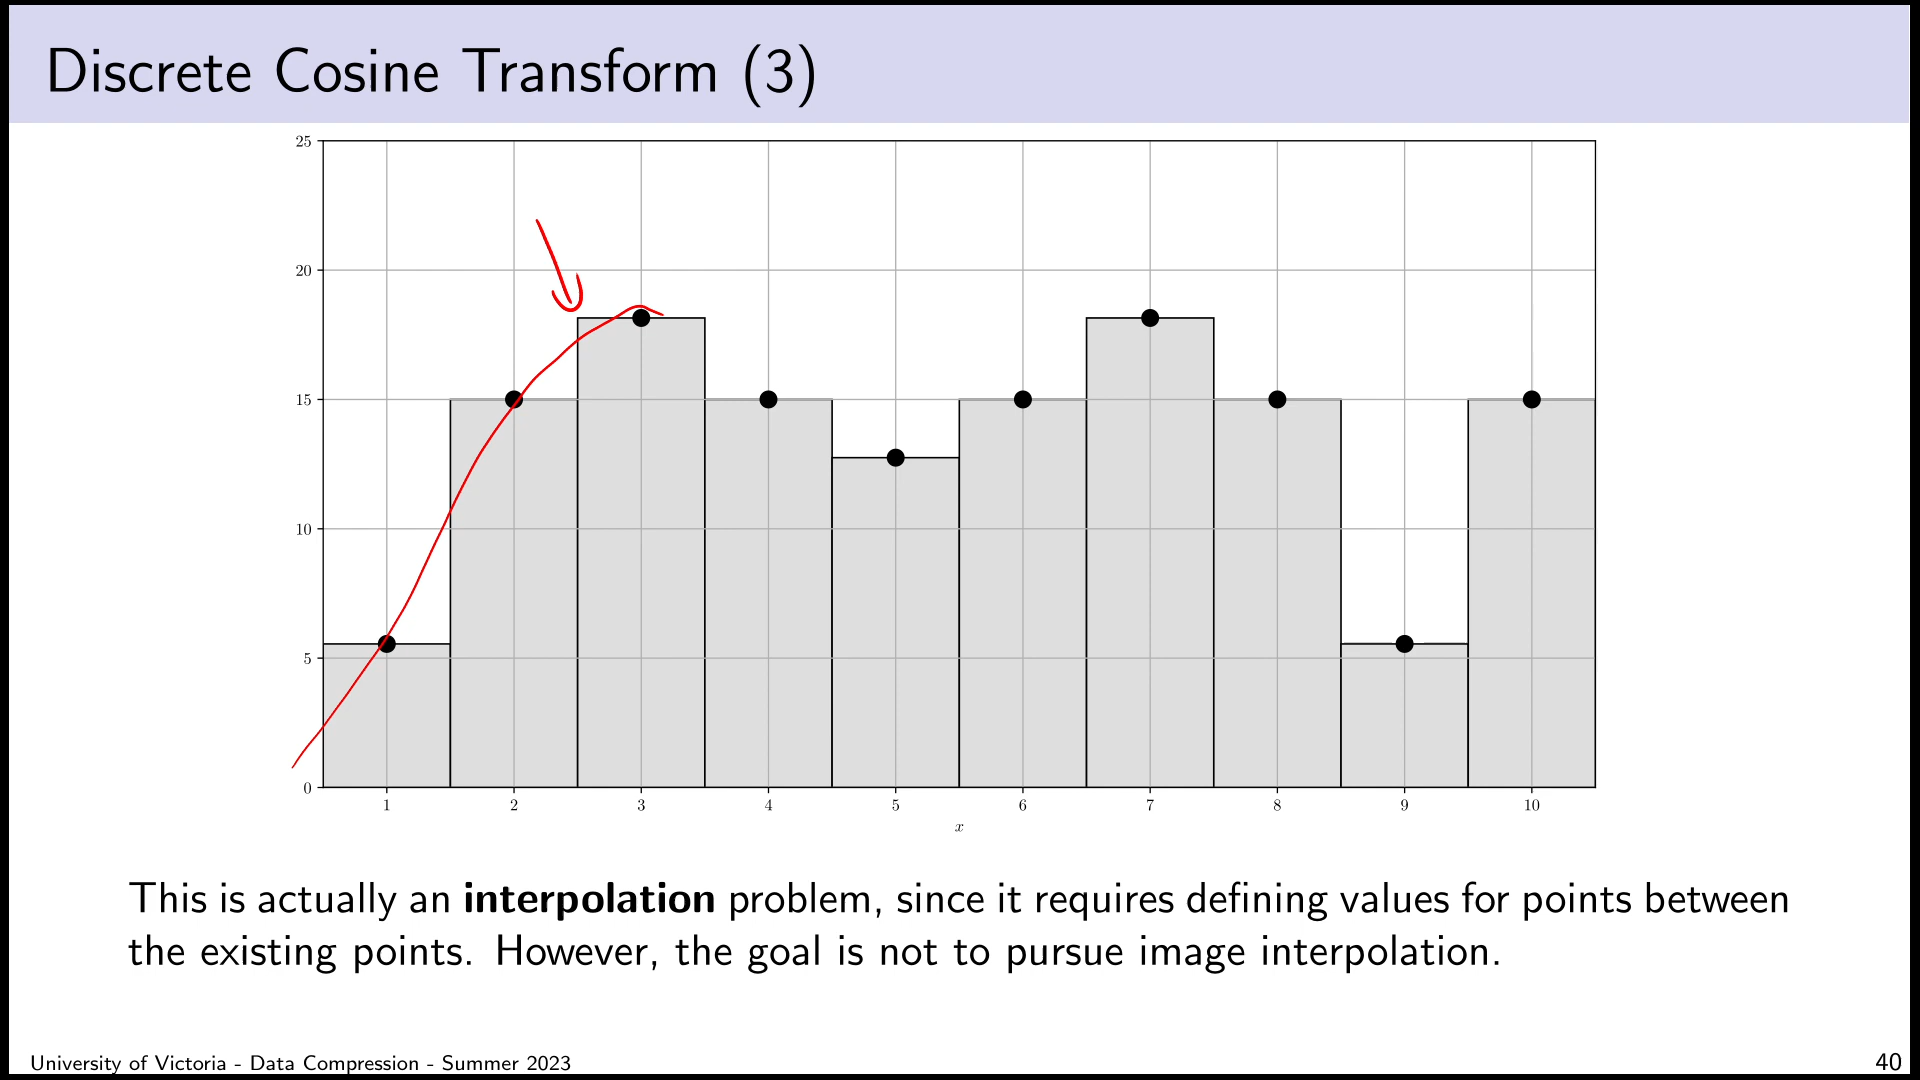 Discrete Cosine Transform (3)
25
20
15
10
5
0
1 2 3 4 5 6 7 8 9 10
x
This is actually an interpolation problem, since it requires defining values for points between
the existing points. However, the goal is not to pursue image interpolation.
University of Victoria - Data Compression - Summer 2023 40